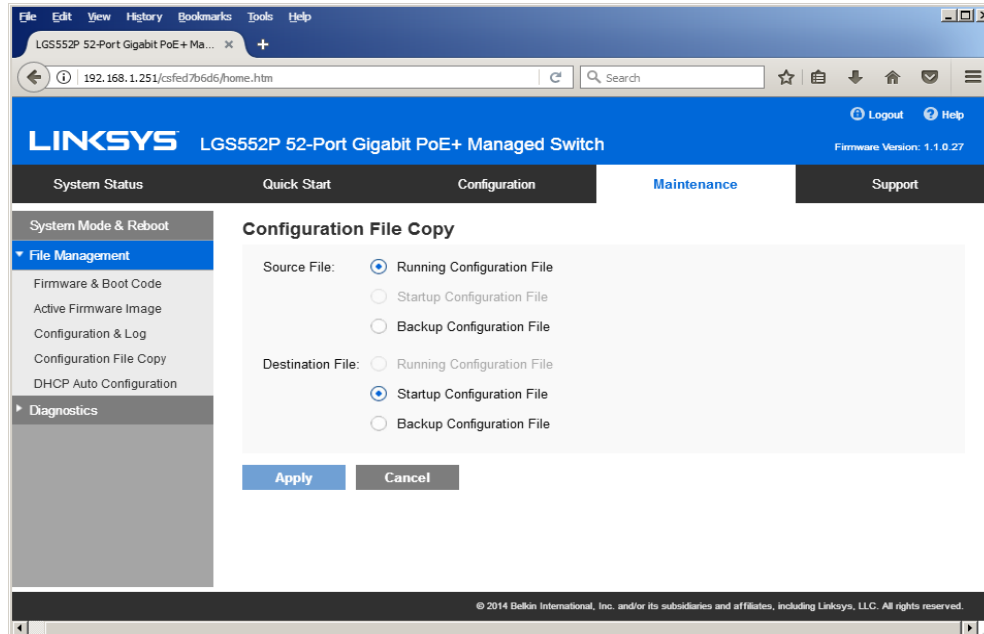 File Edit View History Bookmarks Tools Help
LGS552P 52-Port Gigabit PoE+ Ma...
192.168.1.251/csfed7b6d6/home.htm
Search
Logout Help
LINKSYS LGS552P 52-Port Gigabit PoE+ Managed Switch
Firmware Version: 1.1.0.27
System Status Quick Start Configuration Maintenance Support
System Mode & Reboot
File Management
Firmware & Boot Code
Active Firmware Image
Configuration & Log
Configuration File Copy
DHCP Auto Configuration
Diagnostics
Configuration File Copy
Source File: Running Configuration File
Startup Configuration File
Backup Configuration File
Destination File: Running Configuration File
Startup Configuration File
Backup Configuration File
Apply Cancel
© 2014 Belkin International, Inc. and/or its subsidiaries and affiliates, including Linksys, LLC. All rights reserved.